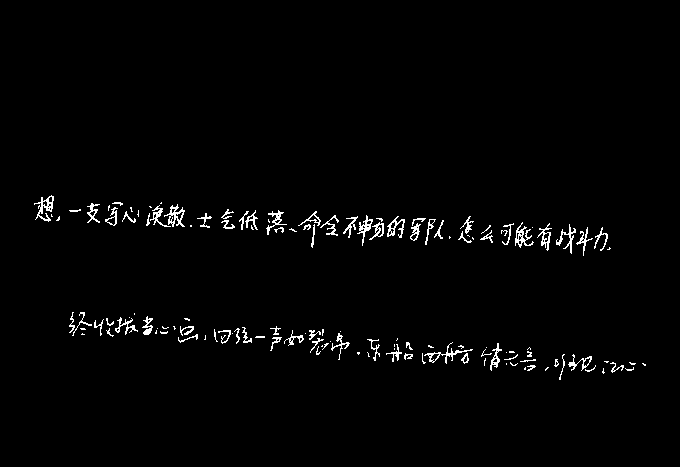 想,一支军心涣散、士气低落、命令不畅的军队,怎么可能有战斗力,
终收拨当心画,四弦一声如裂帛.东船西舫悄无言,唯见江心